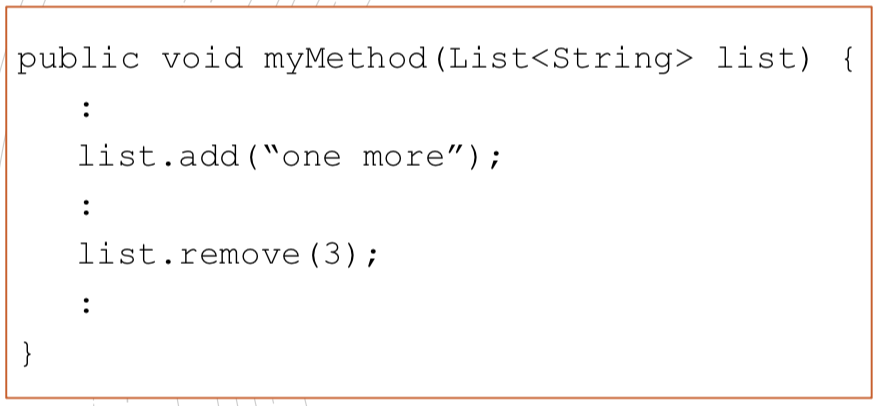 public void myMethod(List<String> list) {
:
list.add(“one more”);
:
list.remove(3);
:
}